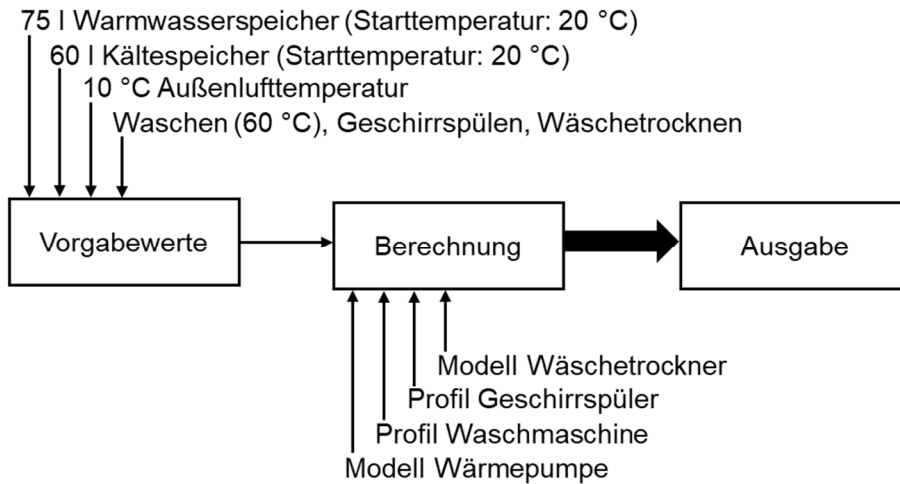 75 l Warmwasserspeicher (Starttemperatur: 20 °C)
60 l Kältespeicher (Starttemperatur: 20 °C)
10 °C Außenlufttemperatur
Waschen (60 °C), Geschirrspülen, Wäschetrocknen
Vorgabewerte
Berechnung
Ausgabe
Modell Wäschetrockner
Profil Geschirrspüler
Profil Waschmaschine
Modell Wärmepumpe